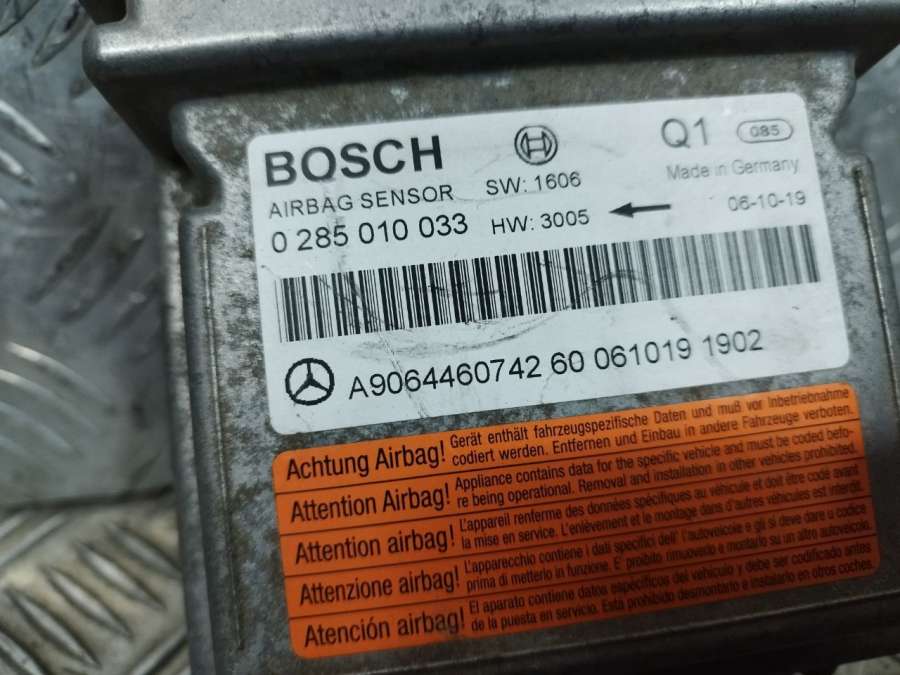 BOSCH
Q1 085
Made in Germany
AIRBAG SENSOR SW: 1606
0 285 010 033 HW: 3005 06-10-19
A9064460742 60 061019 1902
Achtung Airbag! Gerät enthält fahrzeugspezifische Daten und muß vor Inbetriebnahme
codiert werden. Entfernen und Einbau in andere Fahrzeuge verboten.
Attention Airbag! Appliance contains data for the specific vehicle and must be coded befo-
re being operational. Removal and installation in other vehicles prohibited.
Attention airbag! L'appareil renferme des données spécifiques au véhicule et doit être codé avant
la mise en service. L'enlèvement et le montage dans d'autres véhicules est interdit.
Attenzione airbag! L'apparecchio contiene i dati specifici dell' l'autoveicolo e gli si deve dare u codice
prima di metterlo in funzione. E' proibito rimuoverlo e montarlo su un altro autoveicolo.
Atención airbag! El aparato contiene datos específicos del vehículo y debe ser codificado antes
de la puesta en servicio. Está prohibido desmontarlo e instalarlo en otros coches.